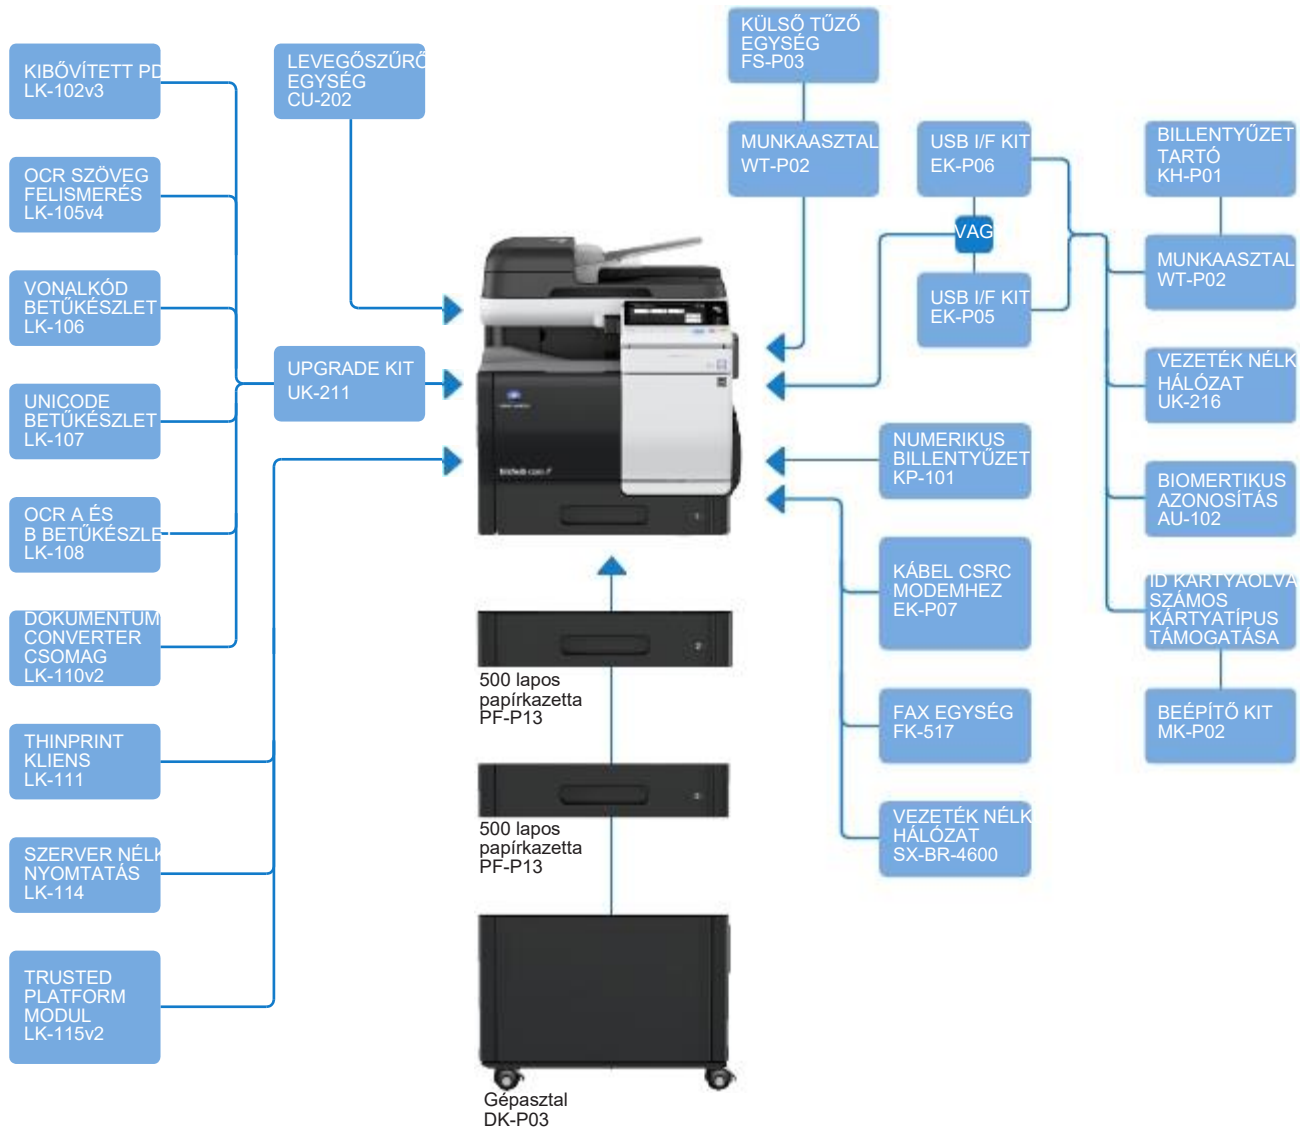 KIBŐVÍTETT PD
LK-102v3
OCR SZÖVEG
FELISMERÉS
LK-105v4
VONALKÓD
BETŰKÉSZLET
LK-106
UNICODE
BETŰKÉSZLET
LK-107
OCR A ÉS
B BETŰKÉSZLE
LK-108
DOKUMENTUM
CONVERTER
CSOMAG
LK-110v2
THINPRINT
KLIENS
LK-111
SZERVER NÉLK
NYOMTATÁS
LK-114
TRUSTED
PLATFORM
MODUL
LK-115v2
LEVEGŐSZŰRŐ
EGYSÉG
CU-202
UPGRADE KIT
UK-211
500 lapos
papírkazetta
PF-P13
500 lapos
papírkazetta
PF-P13
Gépasztal
DK-P03
KÜLSŐ TŰZŐ
EGYSÉG
FS-P03
MUNKAASZTAL
WT-P02
USB I/F KIT
EK-P06
VAG
USB I/F KIT
EK-P05
NUMERIKUS
BILLENTYŰZET
KP-101
KÁBEL CSRC
MODEMHEZ
EK-P07
FAX EGYSÉG
FK-517
VEZETÉK NÉLK
HÁLÓZAT
SX-BR-4600
BILLENTYŰZET
TARTÓ
KH-P01
MUNKAASZTAL
WT-P02
VEZETÉK NÉLK
HÁLÓZAT
UK-216
BIOMERTIKUS
AZONOSÍTÁS
AU-102
ID KÁRTYAOLVA
SZÁMOS
KÁRTYATÍPUS
TÁMOGATÁSA
BEÉPÍTŐ KIT
MK-P02